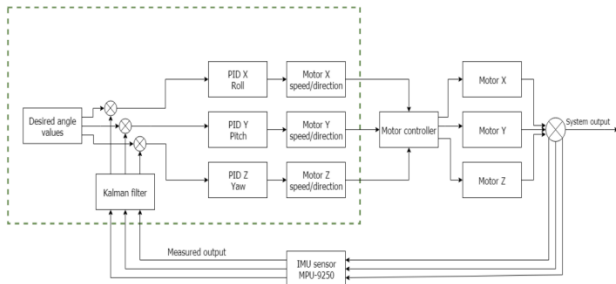 Desired angle
values
PID X
Roll
Motor X
speed/direction
PID Y
Pitch
Motor Y
speed/direction
PID Z
Yaw
Motor Z
speed/direction
Motor controller
Motor X
Motor Y
Motor Z
System output
Kalman filter
Measured output
IMU sensor
MPU-9250